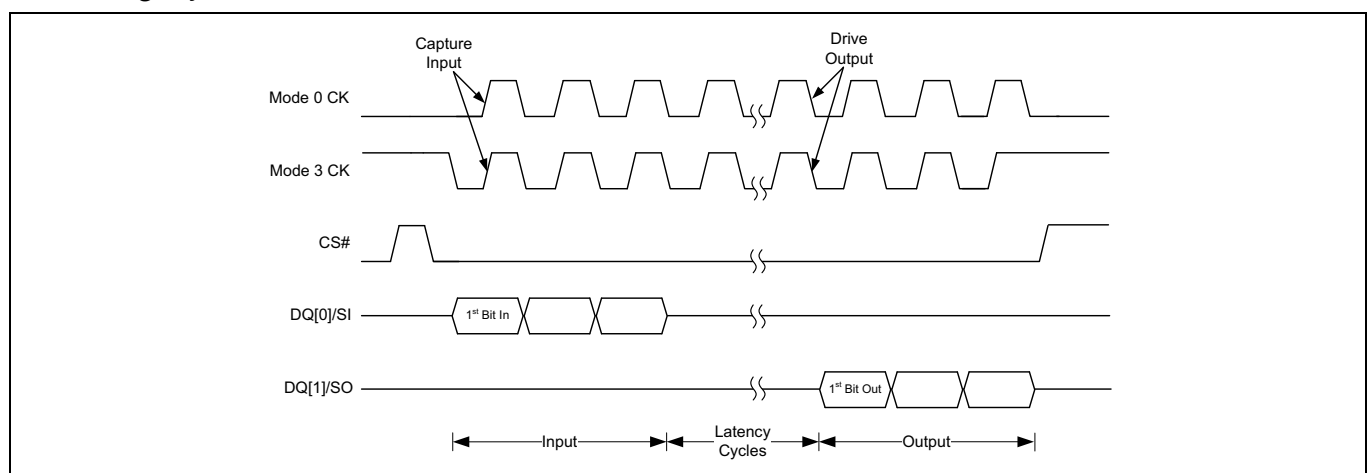 Capture
Input
Drive
Output
Mode 0 CK
Mode 3 CK
CS#
DQ[0]/SI
1st Bit In
DQ[1]/SO
1st Bit Out
Input
Latency
Cycles
Output